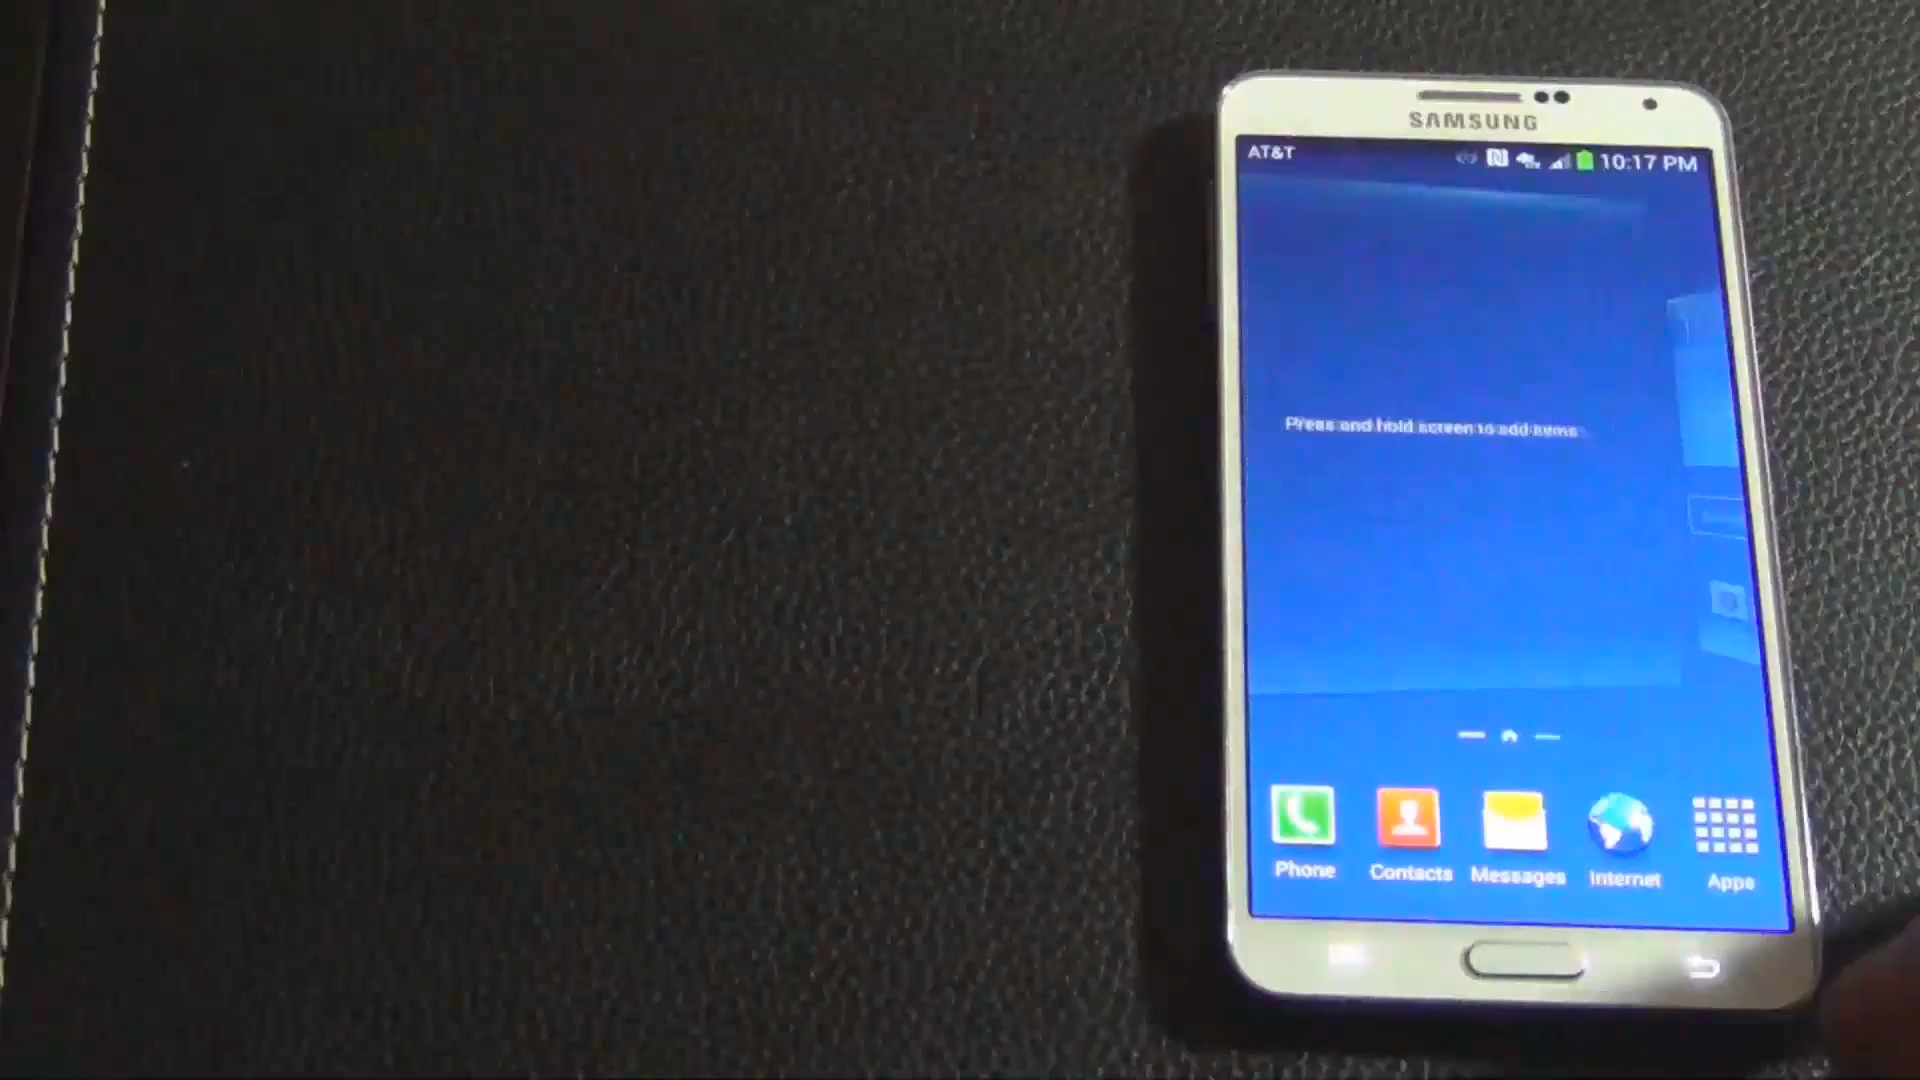 SAMSUNG
AT&T
10:17 PM
Press and hold screen to add items
Phone
Contacts
Messages
Internet
Apps